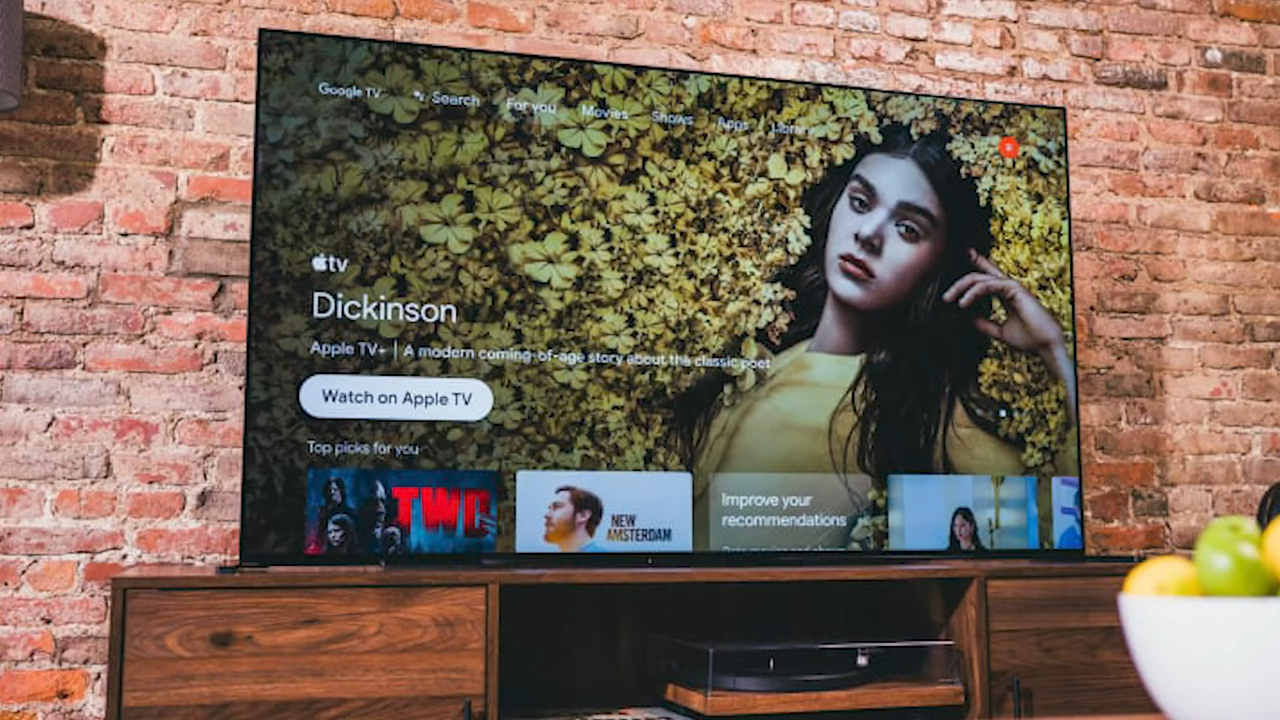 Google TV Search For you Movies Shows Apps Library
tv
Dickinson
Apple TV+ | A modern coming-of-age story about the classic poet
Watch on Apple TV
Top picks for you
TWD
NEW
AMSTERDAM
Improve your
recommendations